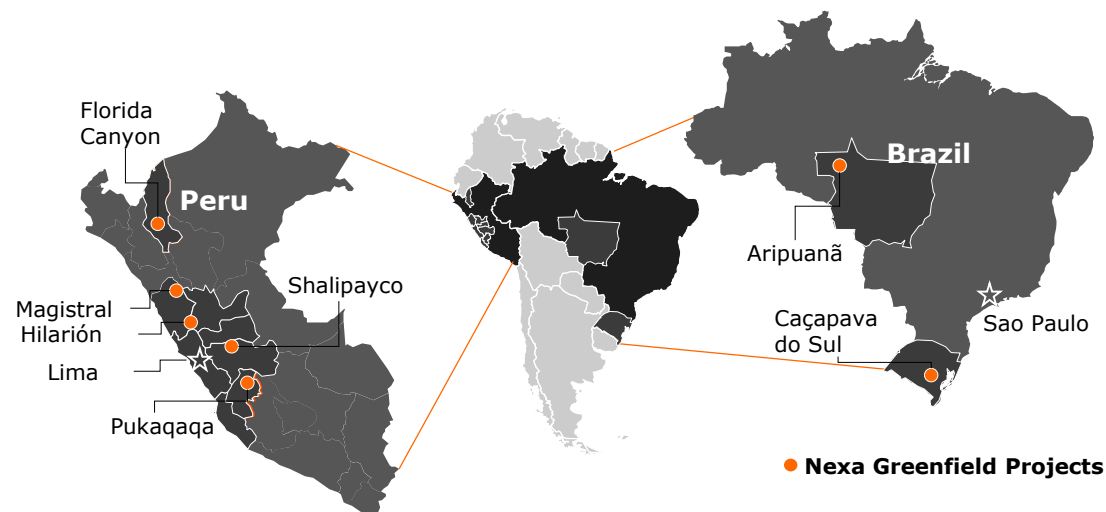 Florida
Canyon
Peru
Shalipayco
Magistral
Hilarión
Lima
Pukaqaqa
Brazil
Aripuanã
Caçapava
do Sul
Sao Paulo
Nexa Greenfield Projects